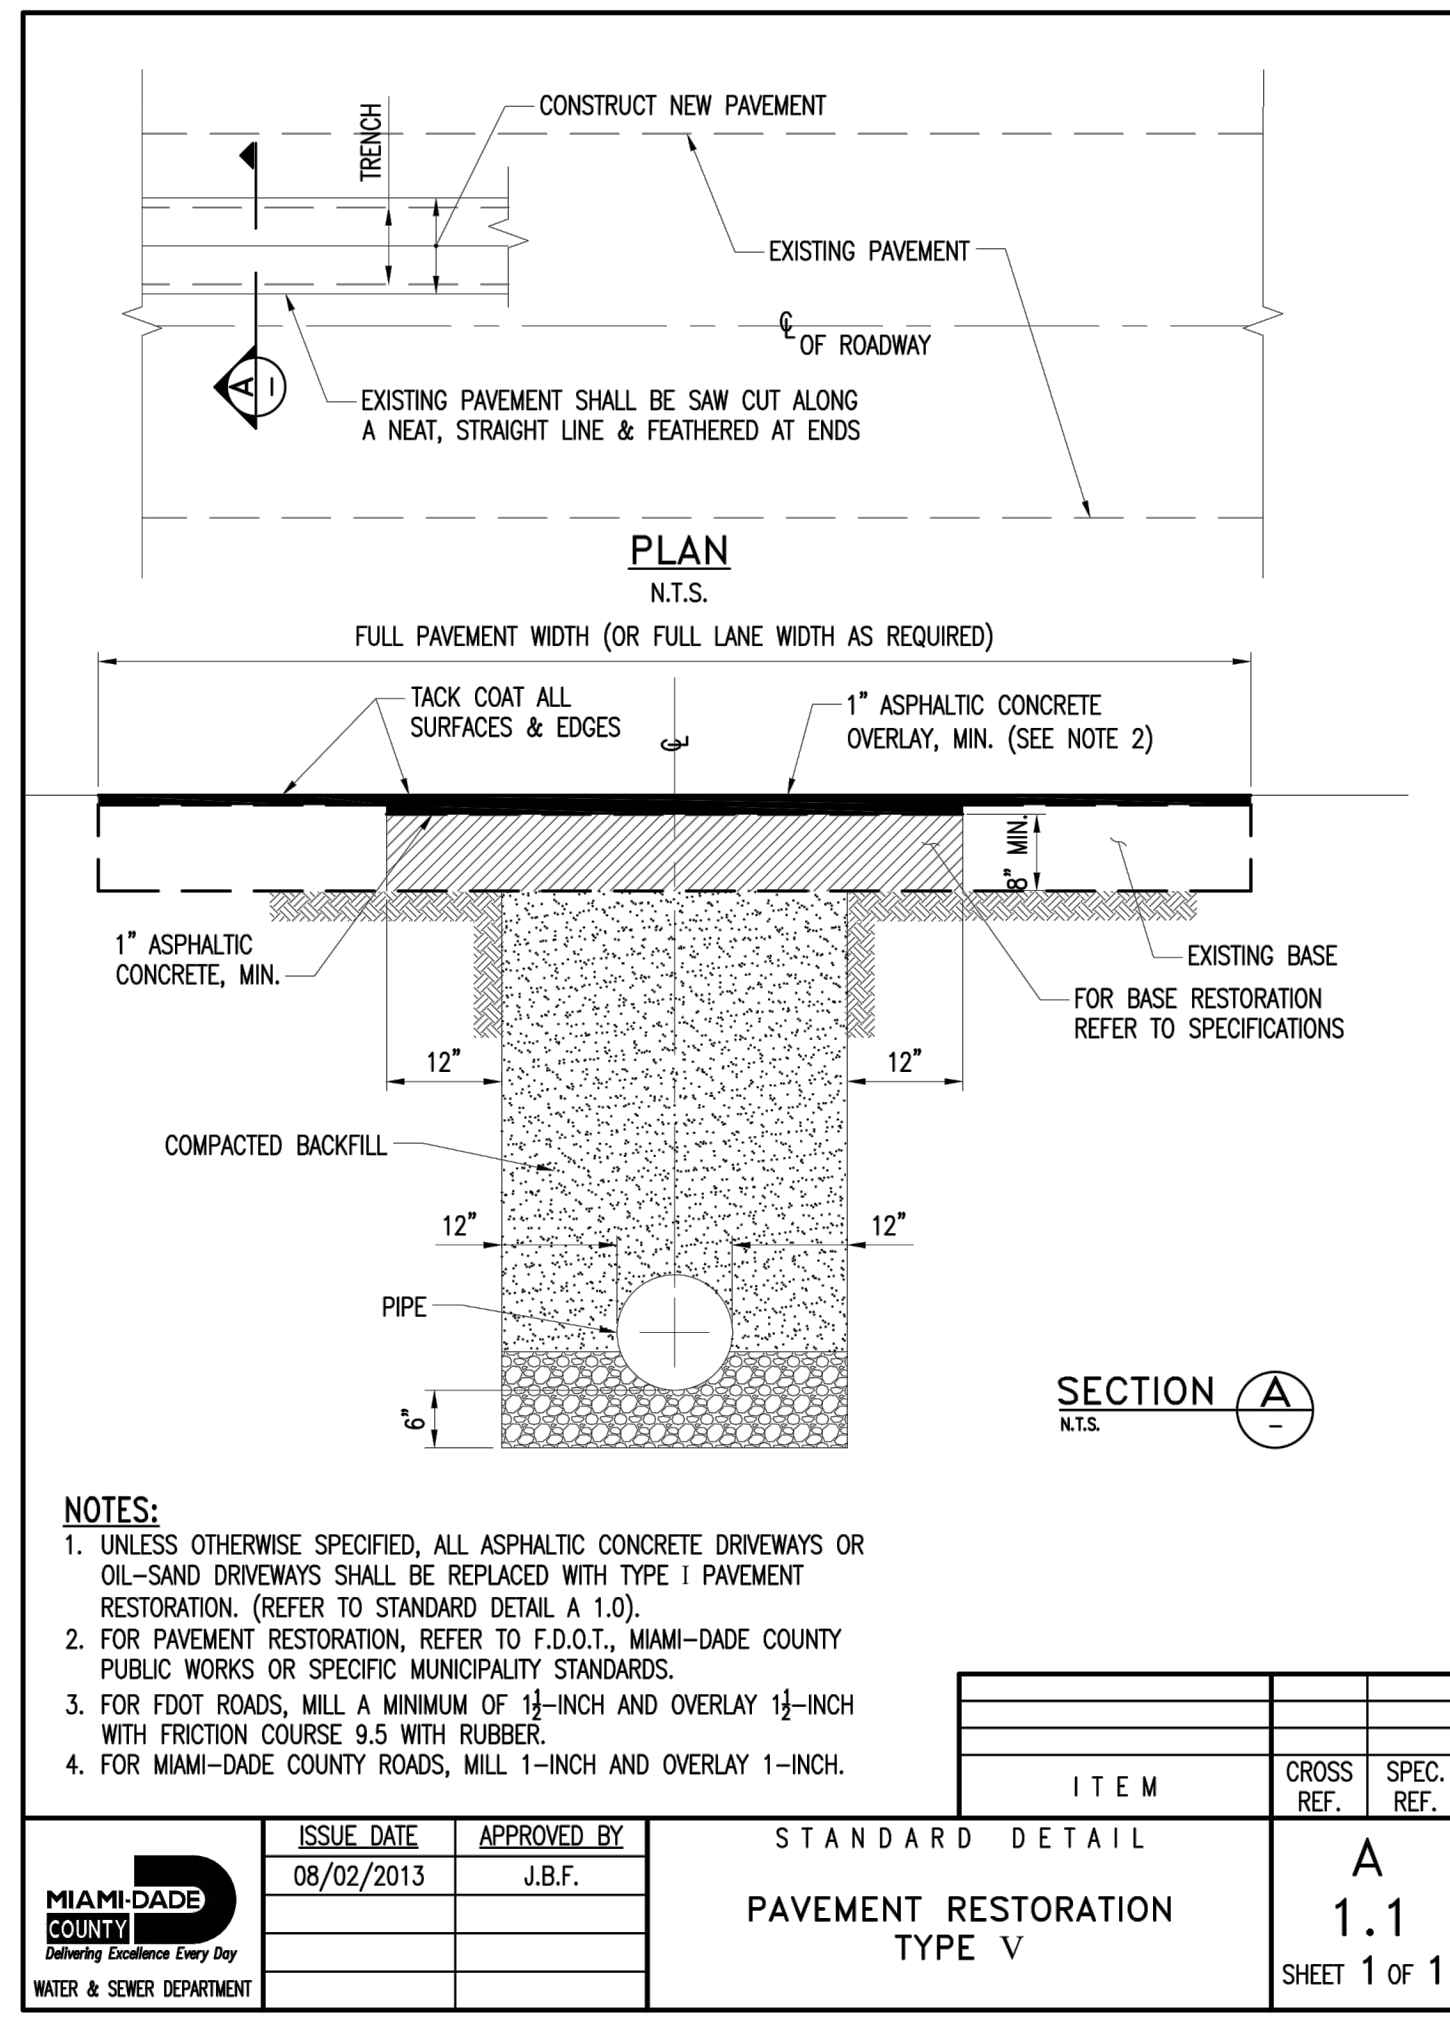 CONSTRUCT NEW PAVEMENT
TRENCH
EXISTING PAVEMENT
℄
OF ROADWAY
A
–
EXISTING PAVEMENT SHALL BE SAW CUT ALONG
A NEAT, STRAIGHT LINE & FEATHERED AT ENDS
PLAN
N.T.S.
FULL PAVEMENT WIDTH (OR FULL LANE WIDTH AS REQUIRED)
TACK COAT ALL
SURFACES & EDGES
℄
1" ASPHALTIC CONCRETE
OVERLAY, MIN. (SEE NOTE 2)
8" MIN.
1" ASPHALTIC
CONCRETE, MIN.
EXISTING BASE
FOR BASE RESTORATION
REFER TO SPECIFICATIONS
12"
12"
COMPACTED BACKFILL
12"
12"
PIPE
6"
SECTION
N.T.S.
A
–
NOTES:
1. UNLESS OTHERWISE SPECIFIED, ALL ASPHALTIC CONCRETE DRIVEWAYS OR
OIL–SAND DRIVEWAYS SHALL BE REPLACED WITH TYPE I PAVEMENT
RESTORATION. (REFER TO STANDARD DETAIL A 1.0).
2. FOR PAVEMENT RESTORATION, REFER TO F.D.O.T., MIAMI–DADE COUNTY
PUBLIC WORKS OR SPECIFIC MUNICIPALITY STANDARDS.
3. FOR FDOT ROADS, MILL A MINIMUM OF 1½–INCH AND OVERLAY 1½–INCH
WITH FRICTION COURSE 9.5 WITH RUBBER.
4. FOR MIAMI–DADE COUNTY ROADS, MILL 1–INCH AND OVERLAY 1–INCH.
ITEM
CROSS
REF.
SPEC.
REF.
MIAMI-DADE
COUNTY
Delivering Excellence Every Day
WATER & SEWER DEPARTMENT
ISSUE DATE
08/02/2013
APPROVED BY
J.B.F.
STANDARD DETAIL
PAVEMENT RESTORATION
TYPE V
A
1.1
SHEET 1 OF 1